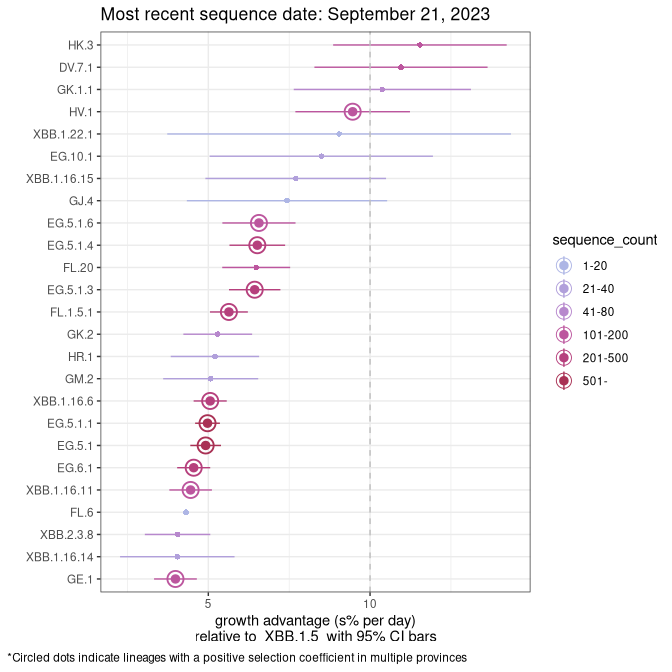 Most recent sequence date: September 21, 2023
HK.3
DV.7.1
GK.1.1
HV.1
XBB.1.22.1
EG.10.1
XBB.1.16.15
GJ.4
EG.5.1.6
EG.5.1.4
FL.20
EG.5.1.3
FL.1.5.1
GK.2
HR.1
GM.2
XBB.1.16.6
EG.5.1.1
EG.5.1
EG.6.1
XBB.1.16.11
FL.6
XBB.2.3.8
XBB.1.16.14
GE.1
5 10
growth advantage (s% per day)
relative to XBB.1.5 with 95% CI bars
sequence_count
1-20
21-40
41-80
101-200
201-500
501-
*Circled dots indicate lineages with a positive selection coefficient in multiple provinces